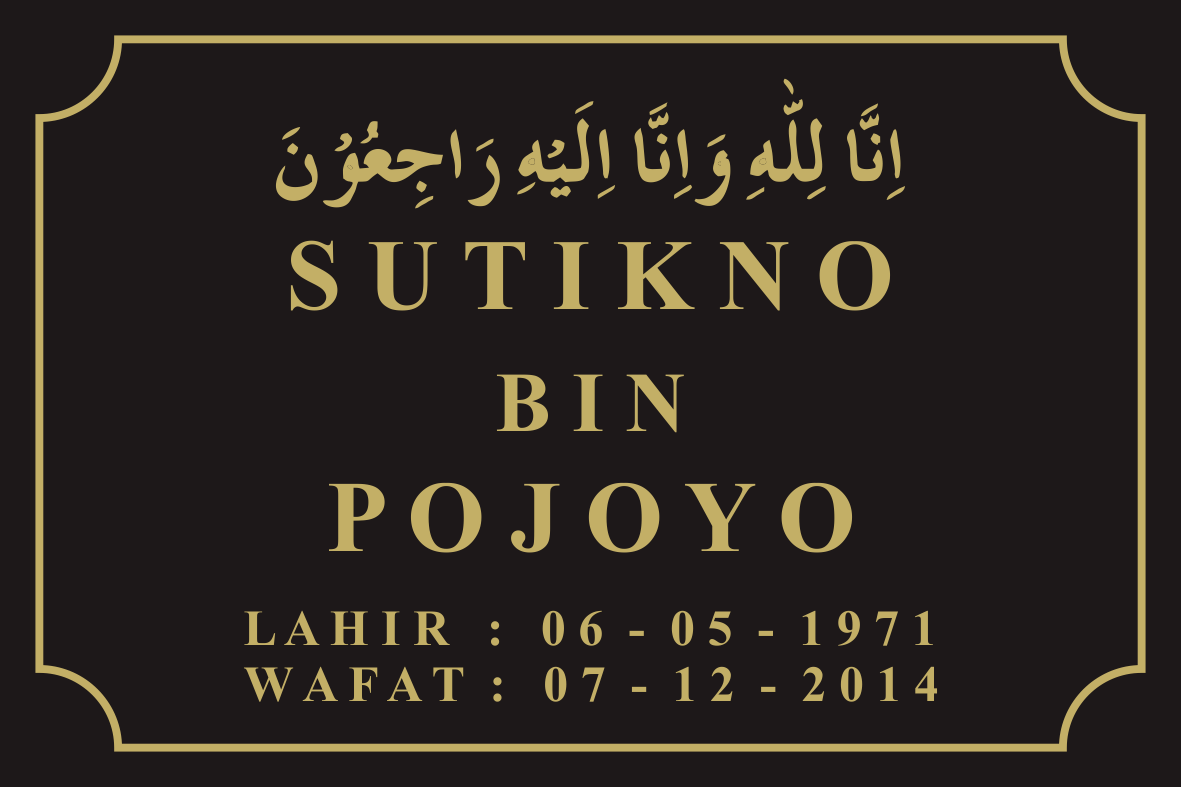 اِنَّا لِلّٰهِ وَاِنَّا اِلَيْهِ رَاجِعُوْنَ
SUTIKNO
BIN
POJOYO
LAHIR : 06 - 05 - 1971
WAFAT : 07 - 12 - 2014